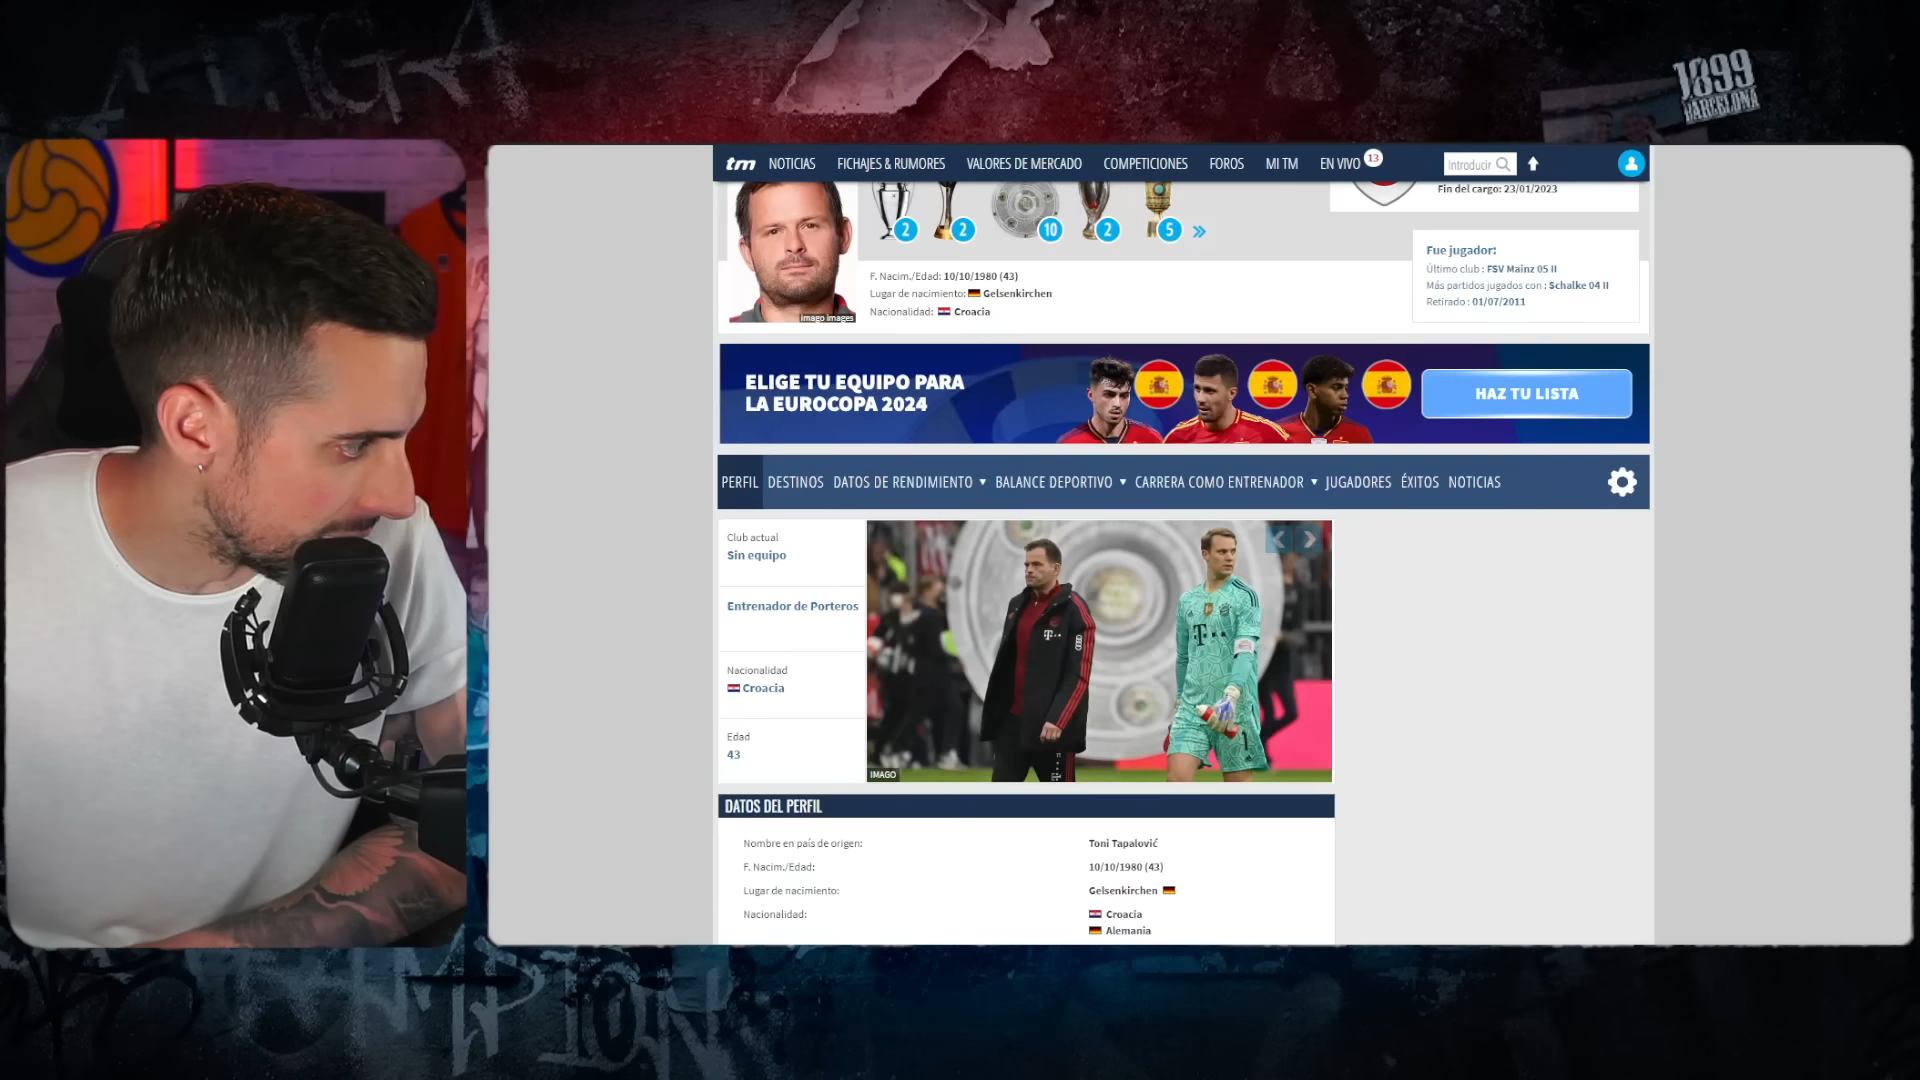 1899
BARCELONA
tm NOTICIAS FICHAJES & RUMORES VALORES DE MERCADO COMPETICIONES FOROS MI TM EN VIVO 13 Introducir
Fin del cargo: 23/01/2023
2 2 10 2 5 »
Fue jugador:
Último club : FSV Mainz 05 II
Más partidos jugados con : Schalke 04 II
Retirado : 01/07/2011
F. Nacim./Edad: 10/10/1980 (43)
Lugar de nacimiento: Gelsenkirchen
Nacionalidad: Croacia
imago images
ELIGE TU EQUIPO PARA
LA EUROCOPA 2024
HAZ TU LISTA
PERFIL DESTINOS DATOS DE RENDIMIENTO ▼ BALANCE DEPORTIVO ▼ CARRERA COMO ENTRENADOR ▼ JUGADORES ÉXITOS NOTICIAS
Club actual
Sin equipo
Entrenador de Porteros
Nacionalidad
Croacia
Edad
43
T
T
1
IMAGO
DATOS DEL PERFIL
Nombre en país de origen: Toni Tapalović
F. Nacim./Edad: 10/10/1980 (43)
Lugar de nacimiento: Gelsenkirchen
Nacionalidad: Croacia
Alemania